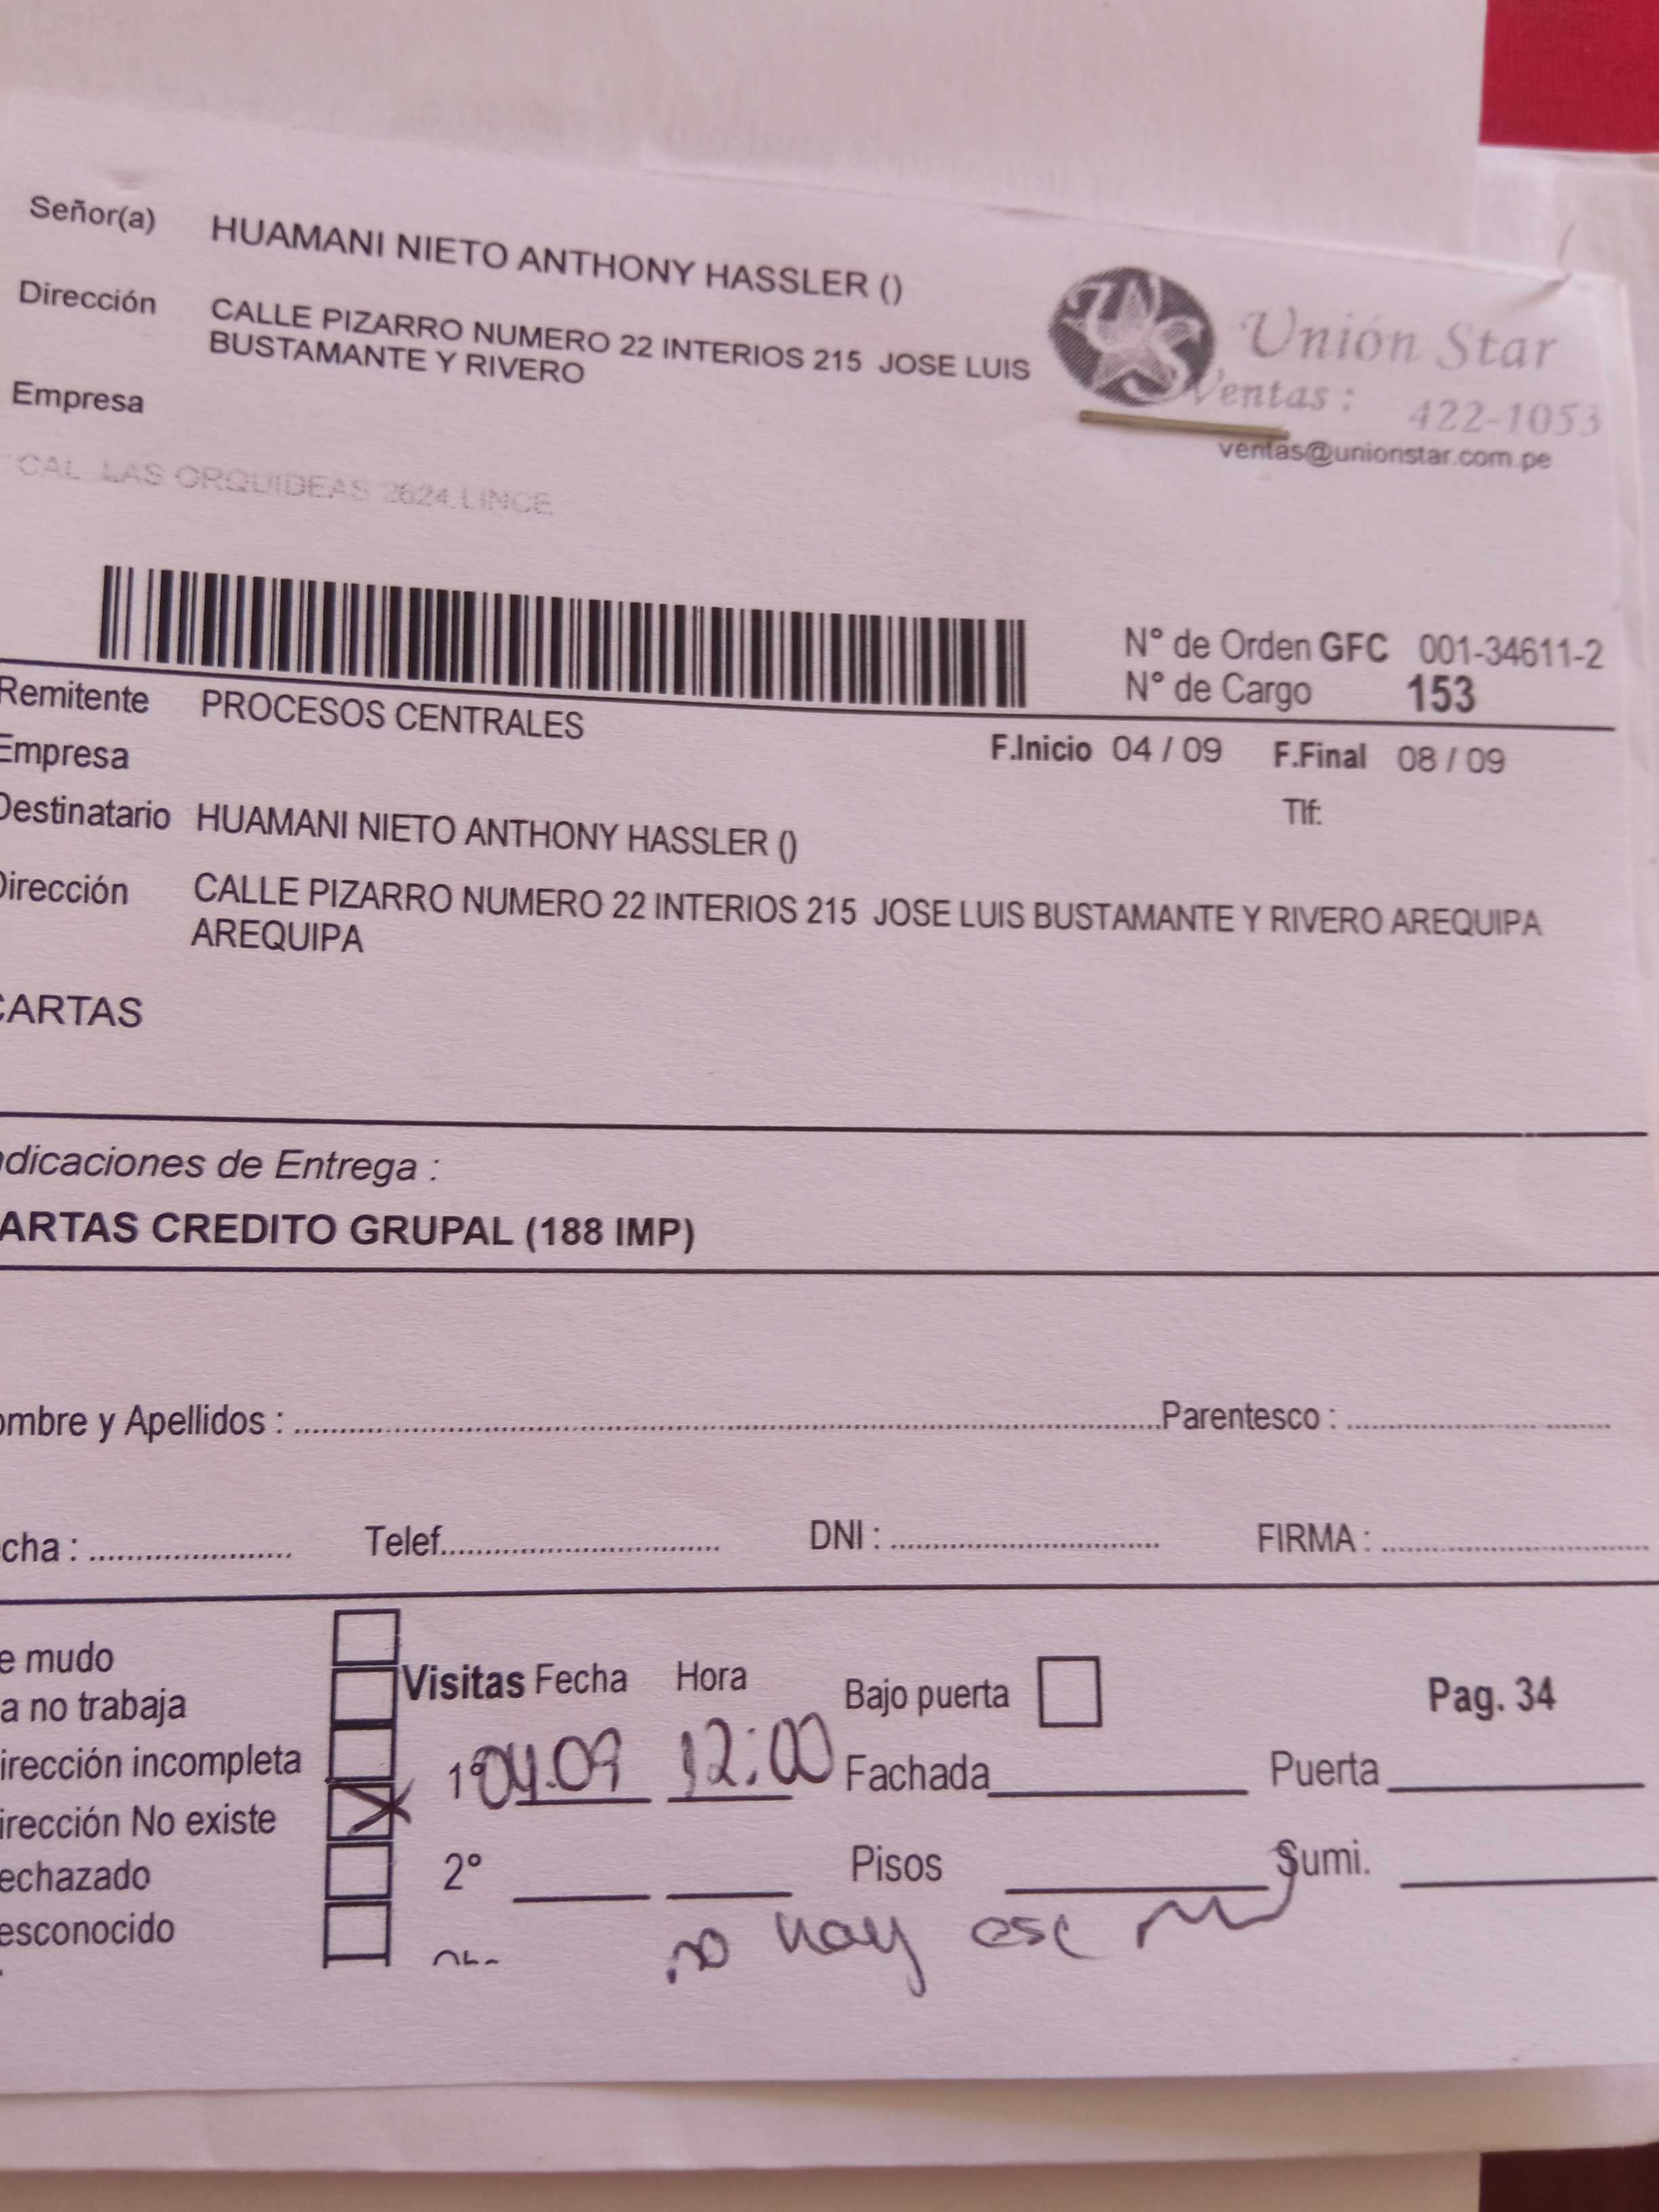 Señor(a) HUAMANI NIETO ANTHONY HASSLER ()
Dirección CALLE PIZARRO NUMERO 22 INTERIOS 215 JOSE LUIS
BUSTAMANTE Y RIVERO
Empresa
Unión Star
Ventas : 422-1053
ventas@unionstar.com.pe
CAL LAS ORQUIDEAS 2624 LINCE
N° de Orden GFC 001-34611-2
N° de Cargo 153
Remitente PROCESOS CENTRALES
Empresa
F.Inicio 04 / 09 F.Final 08 / 09
Destinatario HUAMANI NIETO ANTHONY HASSLER ()
Tlf:
Dirección CALLE PIZARRO NUMERO 22 INTERIOS 215 JOSE LUIS BUSTAMANTE Y RIVERO AREQUIPA
AREQUIPA
CARTAS
ndicaciones de Entrega :
ARTAS CREDITO GRUPAL (188 IMP)
ombre y Apellidos : Parentesco :
cha : Telef. DNI : FIRMA :
e mudo
a no trabaja
irección incompleta
irección No existe X
echazado
esconocido
Visitas Fecha Hora
1° 04.09 12:00
2°
Bajo puerta
Pag. 34
Fachada Puerta
Pisos Sumi.
no hay ese